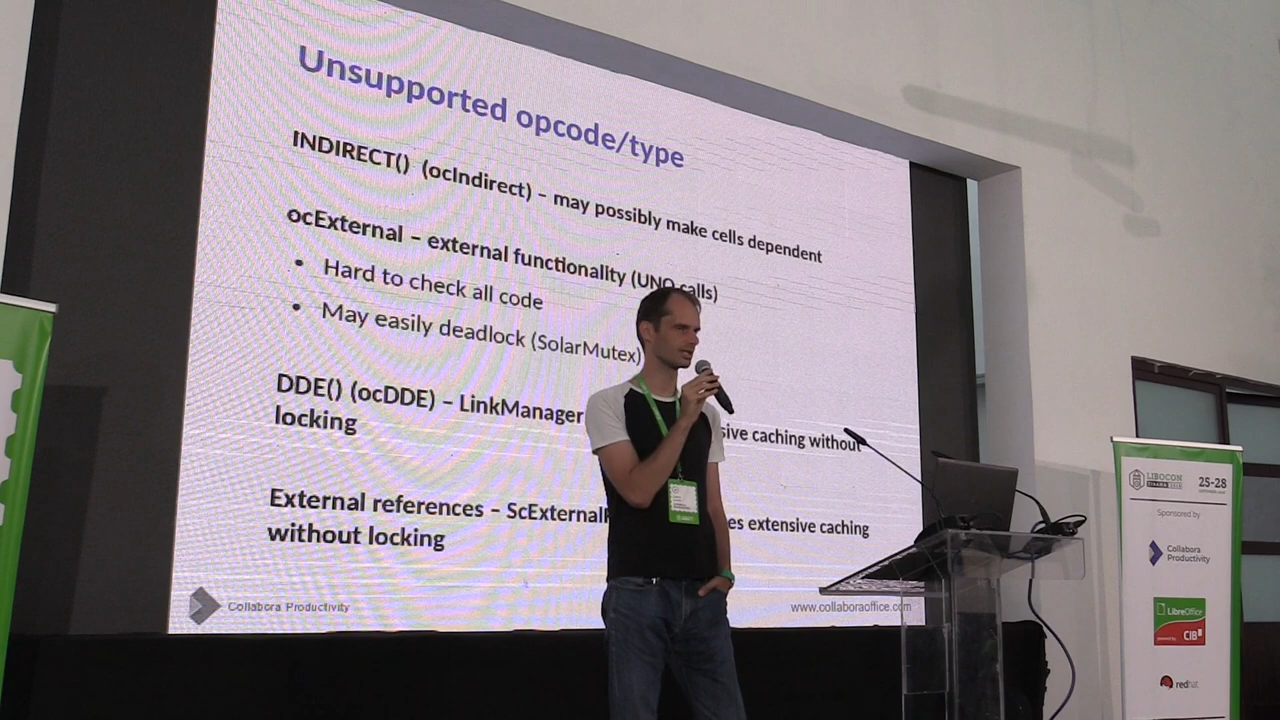 Unsupported opcode/type
INDIRECT() (ocIndirect) – may possibly make cells dependent
ocExternal – external functionality (UNO calls)
• Hard to check all code
• May easily deadlock (SolarMutex)
DDE() (ocDDE) – LinkManager sive caching without
locking
External references – ScExternal es extensive caching
without locking
Collabora Productivity
www.collaboraoffice.com
LIBOCON
25-28
Sponsored by
Collabora
Productivity
LibreOffice
CIB
redhat